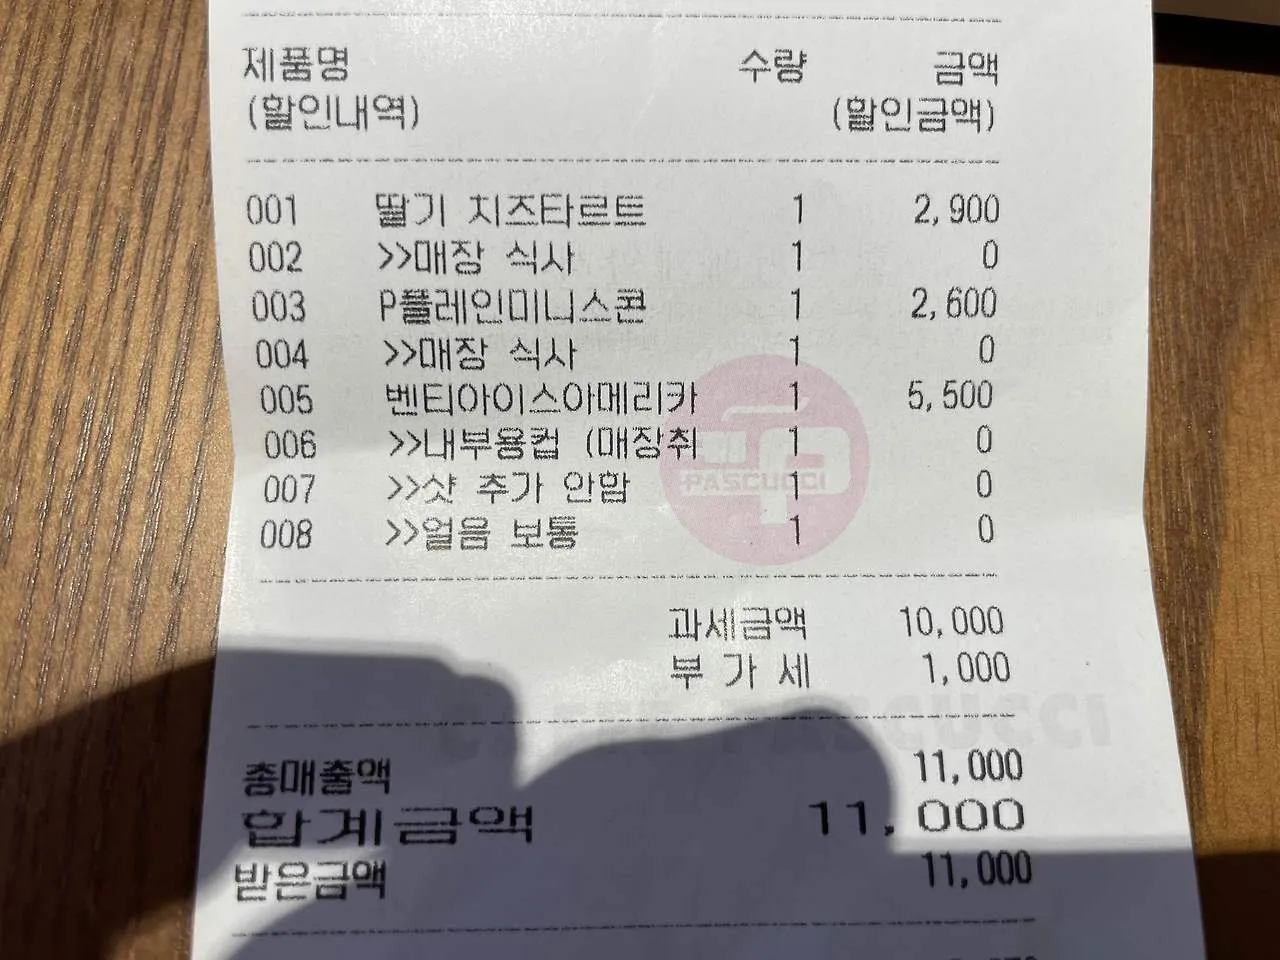 제품명 수량 금액
(할인내역) (할인금액)
001 딸기 치즈타르트 1 2,900
002 >>매장 식사 1 0
003 P플레인미니스콘 1 2,600
004 >>매장 식사 1 0
005 벤티아이스아메리카 1 5,500
006 >>내부용컵 (매장취 1 0
007 >>샷 추가 안함 1 0
PASCUCCI
008 >>얼음 보통 1 0
과세금액 10,000
부 가 세 1,000
총매출액 11,000
합계금액 11,000
받은금액 11,000